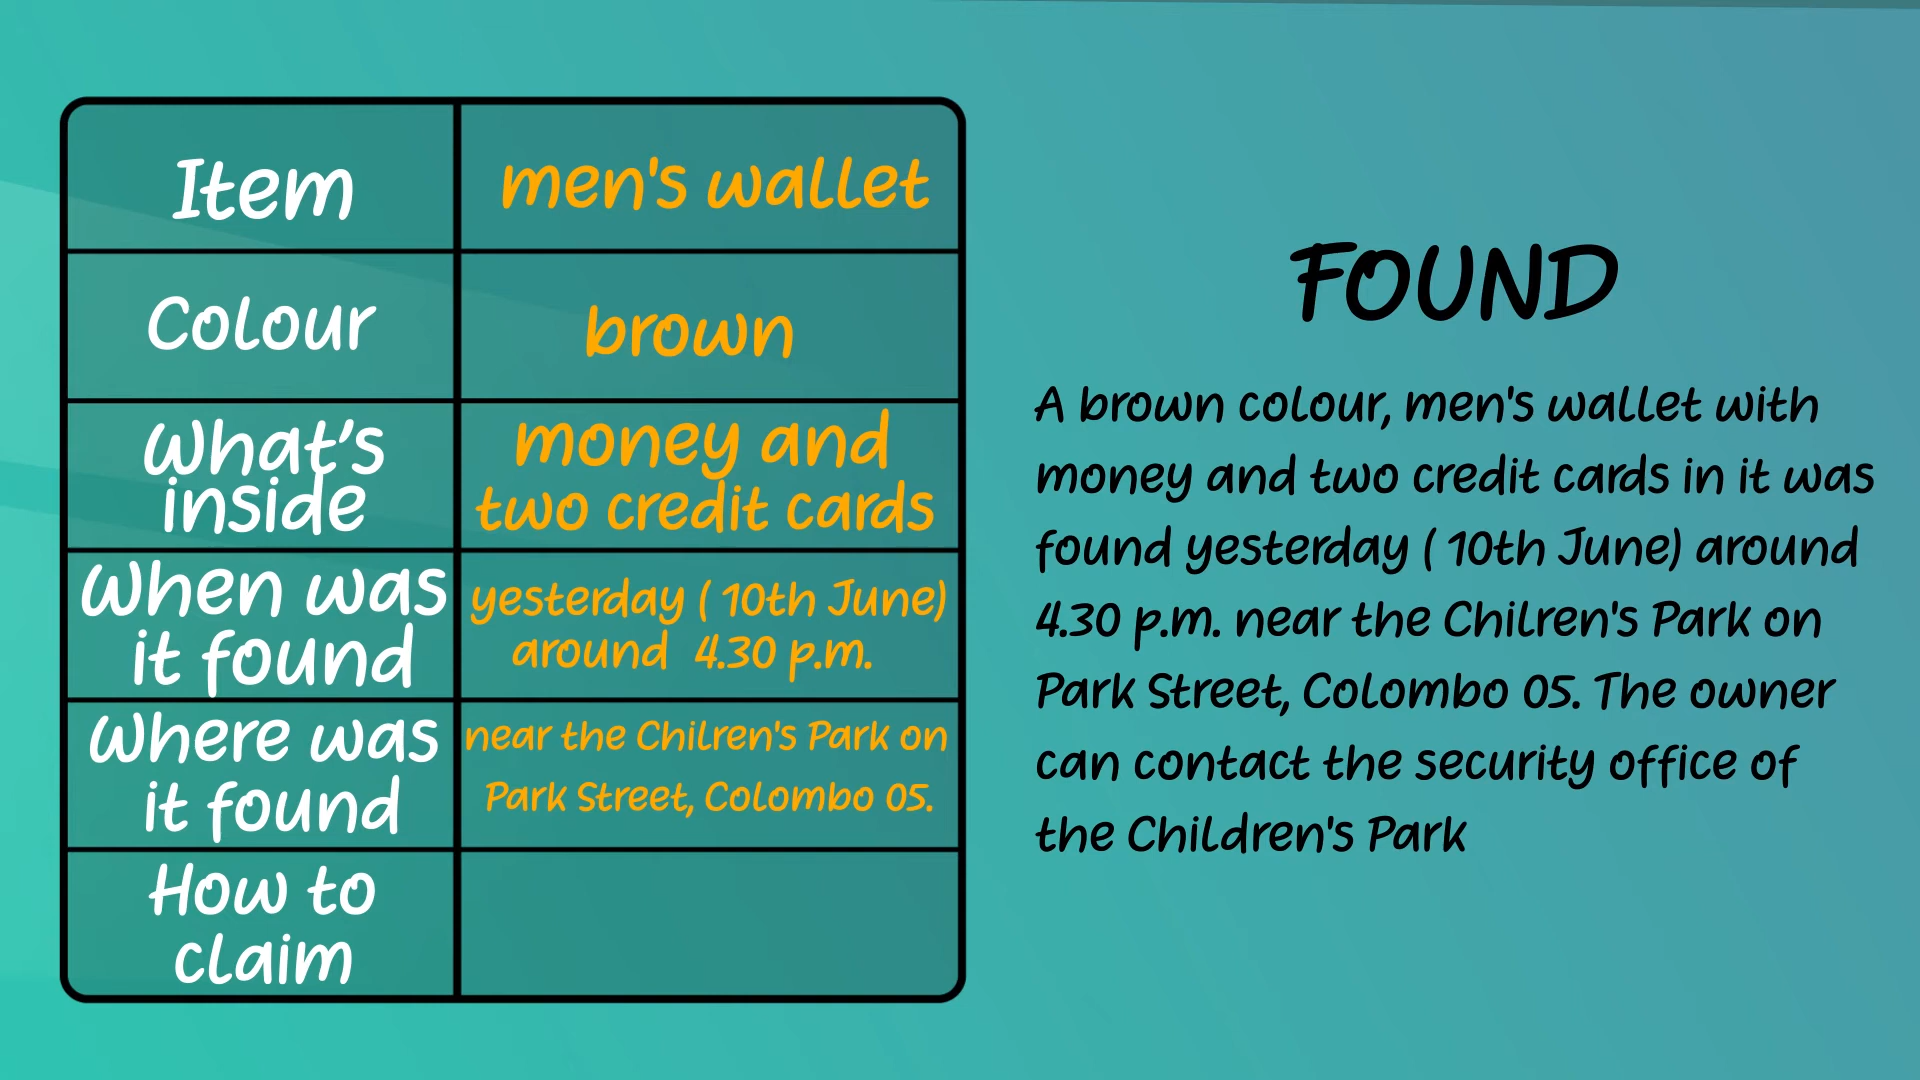 Item
men's wallet
Colour
brown
What's
inside
money and
two credit cards
When was
it found
yesterday ( 10th June)
around 4.30 p.m.
Where was
it found
near the Chilren's Park on
Park Street, Colombo 05.
How to
claim
FOUND
A brown colour, men's wallet with
money and two credit cards in it was
found yesterday ( 10th June) around
4.30 p.m. near the Chilren's Park on
Park Street, Colombo 05. The owner
can contact the security office of
the Children's Park